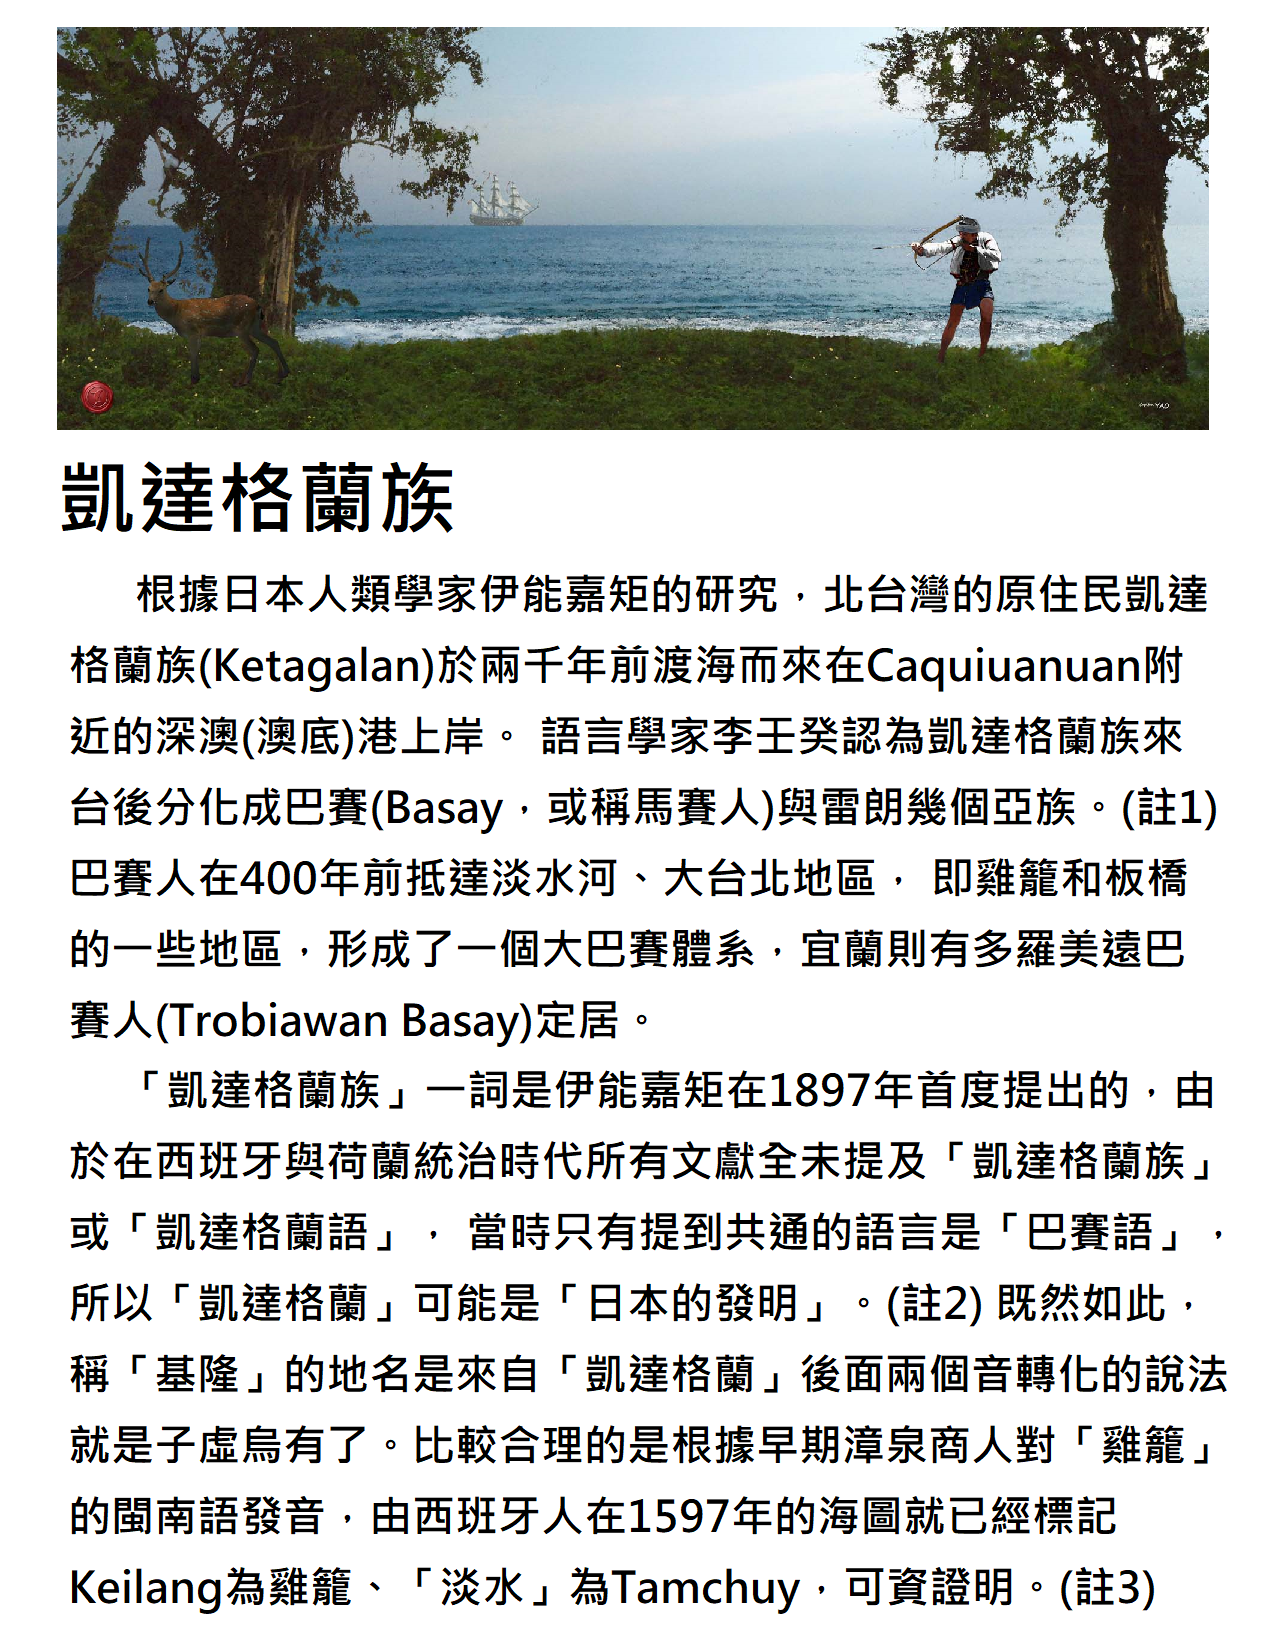 凱達格蘭族
根據日本人類學家伊能嘉矩的研究，北台灣的原住民凱達
格蘭族(Ketagalan)於兩千年前渡海而來在Caquiuanuan附
近的深澳(澳底)港上岸。 語言學家李壬癸認為凱達格蘭族來
台後分化成巴賽(Basay，或稱馬賽人)與雷朗幾個亞族。(註1)
巴賽人在400年前抵達淡水河、大台北地區， 即雞籠和板橋
的一些地區，形成了一個大巴賽體系，宜蘭則有多羅美遠巴
賽人(Trobiawan Basay)定居。
「凱達格蘭族」一詞是伊能嘉矩在1897年首度提出的，由
於在西班牙與荷蘭統治時代所有文獻全未提及「凱達格蘭族」
或「凱達格蘭語」， 當時只有提到共通的語言是「巴賽語」，
所以「凱達格蘭」可能是「日本的發明」。(註2) 既然如此，
稱「基隆」的地名是來自「凱達格蘭」後面兩個音轉化的說法
就是子虛烏有了。比較合理的是根據早期漳泉商人對「雞籠」
的閩南語發音，由西班牙人在1597年的海圖就已經標記
Keilang為雞籠、「淡水」為Tamchuy，可資證明。(註3)